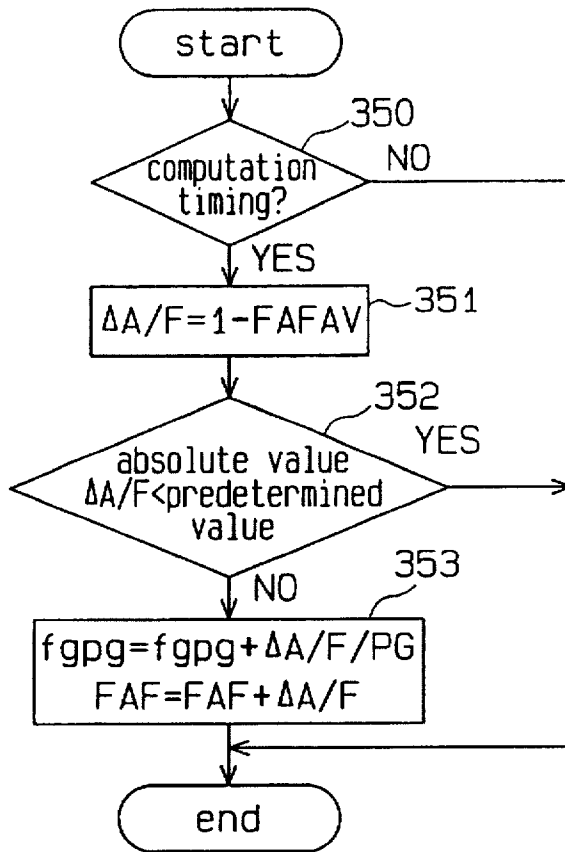 start
350
computation
timing?
NO
YES
351
ΔA/F=1-FAFAV
352
YES
absolute value
ΔA/F<predetermined
value
NO
353
fgpg=fgpg+ΔA/F/PG
FAF=FAF+ΔA/F
end